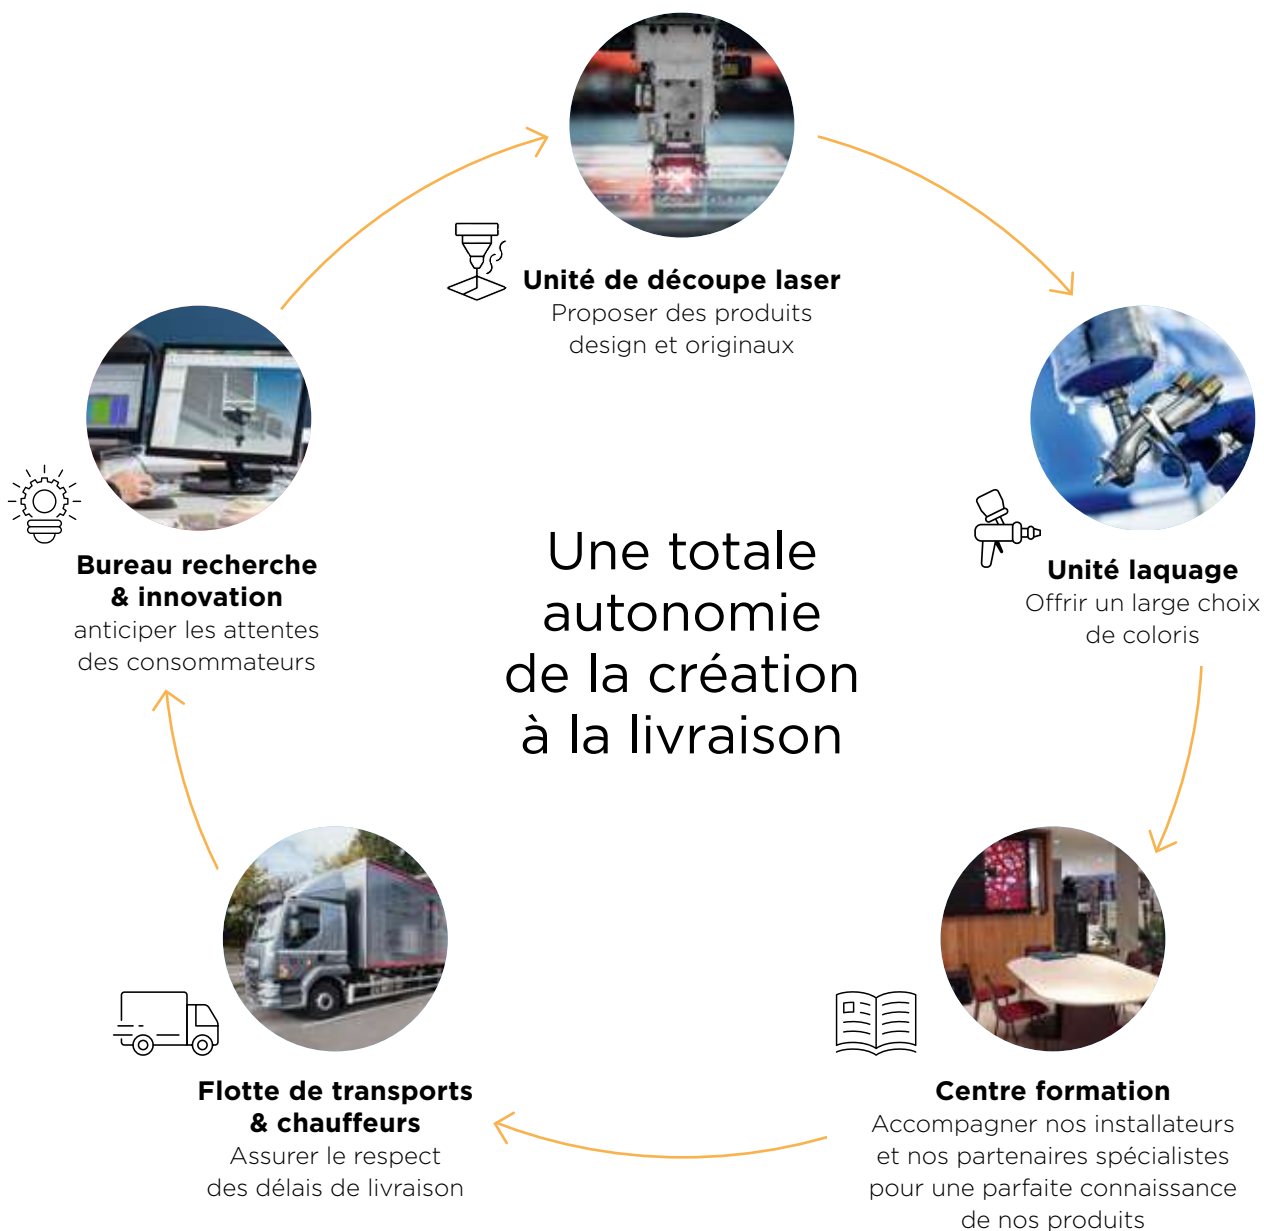 Unité de découpe laser
Proposer des produits
design et originaux
Bureau recherche
& innovation
anticiper les attentes
des consommateurs
Une totale
autonomie
de la création
à la livraison
Unité laquage
Offrir un large choix
de coloris
Flotte de transports
& chauffeurs
Assurer le respect
des délais de livraison
Centre formation
Accompagner nos installateurs
et nos partenaires spécialistes
pour une parfaite connaissance
de nos produits